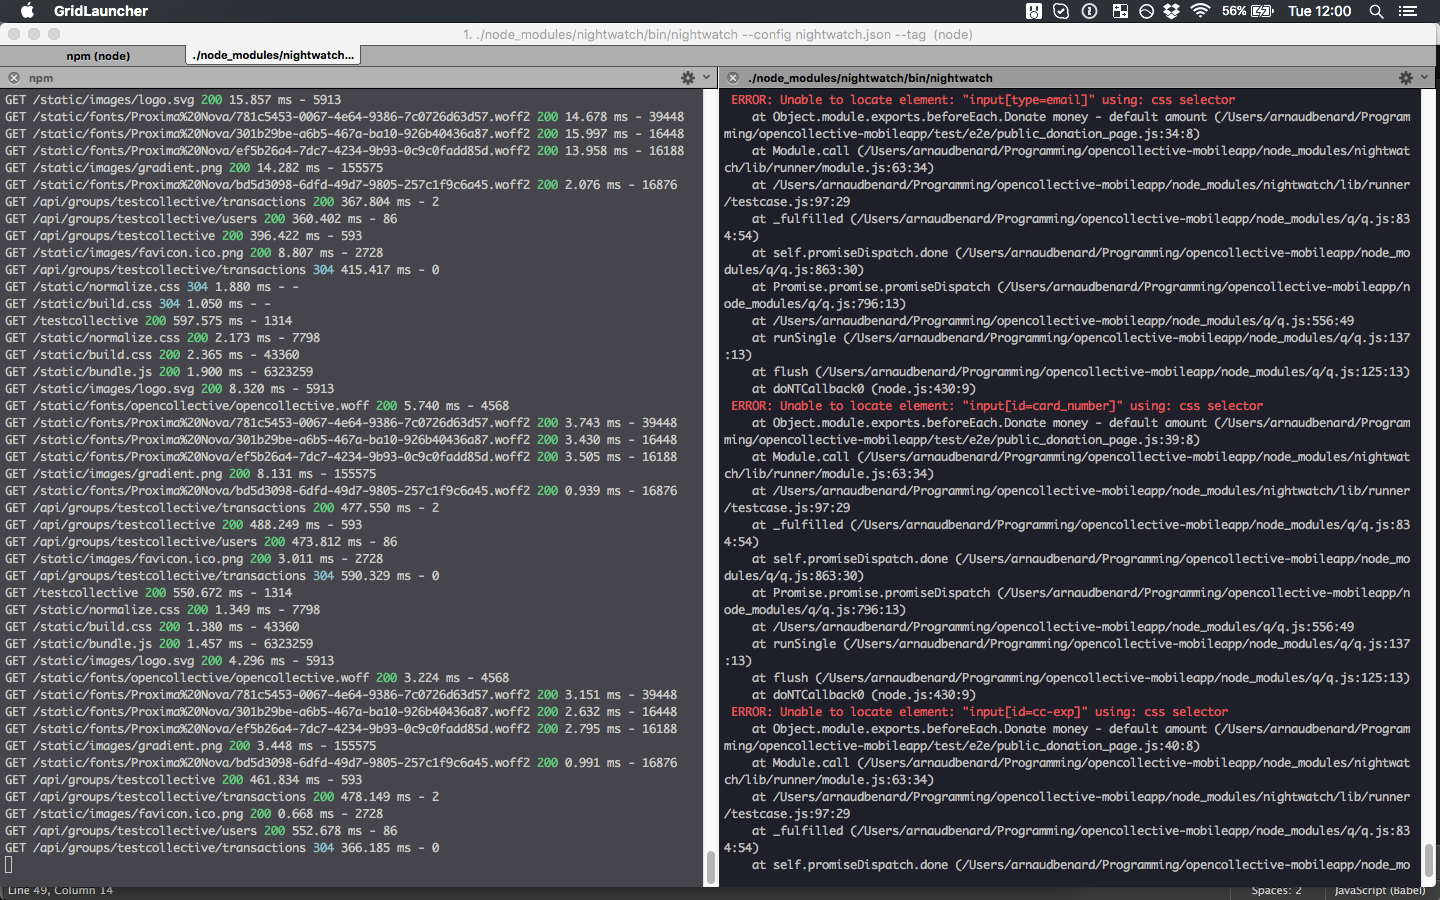 GridLauncher
56%
Tue 12:00
1. ./node_modules/nightwatch/bin/nightwatch --config nightwatch.json --tag  (node)
npm (node)
./node_modules/nightwatch...
npm
GET /static/images/logo.svg 200 15.857 ms - 5913
GET /static/fonts/Proxima%20Nova/781c5453-0067-4e64-9386-7c0726d63d57.woff2 200 14.678 ms - 39448
GET /static/fonts/Proxima%20Nova/301b29be-a6b5-467a-ba10-926b40436a87.woff2 200 15.997 ms - 16448
GET /static/fonts/Proxima%20Nova/ef5b26a4-7dc7-4234-9b93-0c9c0fadd85d.woff2 200 13.958 ms - 16188
GET /static/images/gradient.png 200 14.282 ms - 155575
GET /static/fonts/Proxima%20Nova/bd5d3098-6dfd-49d7-9805-257c1f9c6a45.woff2 200 2.076 ms - 16876
GET /api/groups/testcollective/transactions 200 367.804 ms - 2
GET /api/groups/testcollective/users 200 360.402 ms - 86
GET /api/groups/testcollective 200 396.422 ms - 593
GET /static/images/favicon.ico.png 200 8.807 ms - 2728
GET /api/groups/testcollective/transactions 304 415.417 ms - 0
GET /static/normalize.css 304 1.880 ms - -
GET /static/build.css 304 1.050 ms - -
GET /testcollective 200 597.575 ms - 1314
GET /static/normalize.css 200 2.173 ms - 7798
GET /static/build.css 200 2.365 ms - 43360
GET /static/bundle.js 200 1.900 ms - 6323259
GET /static/images/logo.svg 200 8.320 ms - 5913
GET /static/fonts/opencollective/opencollective.woff 200 5.740 ms - 4568
GET /static/fonts/Proxima%20Nova/781c5453-0067-4e64-9386-7c0726d63d57.woff2 200 3.743 ms - 39448
GET /static/fonts/Proxima%20Nova/301b29be-a6b5-467a-ba10-926b40436a87.woff2 200 3.430 ms - 16448
GET /static/fonts/Proxima%20Nova/ef5b26a4-7dc7-4234-9b93-0c9c0fadd85d.woff2 200 3.505 ms - 16188
GET /static/images/gradient.png 200 8.131 ms - 155575
GET /static/fonts/Proxima%20Nova/bd5d3098-6dfd-49d7-9805-257c1f9c6a45.woff2 200 0.939 ms - 16876
GET /api/groups/testcollective/transactions 200 477.550 ms - 2
GET /api/groups/testcollective 200 488.249 ms - 593
GET /api/groups/testcollective/users 200 473.812 ms - 86
GET /static/images/favicon.ico.png 200 3.011 ms - 2728
GET /api/groups/testcollective/transactions 304 590.329 ms - 0
GET /testcollective 200 550.672 ms - 1314
GET /static/normalize.css 200 1.349 ms - 7798
GET /static/build.css 200 1.380 ms - 43360
GET /static/bundle.js 200 1.457 ms - 6323259
GET /static/images/logo.svg 200 4.296 ms - 5913
GET /static/fonts/opencollective/opencollective.woff 200 3.224 ms - 4568
GET /static/fonts/Proxima%20Nova/781c5453-0067-4e64-9386-7c0726d63d57.woff2 200 3.151 ms - 39448
GET /static/fonts/Proxima%20Nova/301b29be-a6b5-467a-ba10-926b40436a87.woff2 200 2.632 ms - 16448
GET /static/fonts/Proxima%20Nova/ef5b26a4-7dc7-4234-9b93-0c9c0fadd85d.woff2 200 2.795 ms - 16188
GET /static/images/gradient.png 200 3.448 ms - 155575
GET /static/fonts/Proxima%20Nova/bd5d3098-6dfd-49d7-9805-257c1f9c6a45.woff2 200 0.991 ms - 16876
GET /api/groups/testcollective 200 461.834 ms - 593
GET /api/groups/testcollective/transactions 200 478.149 ms - 2
GET /static/images/favicon.ico.png 200 0.668 ms - 2728
GET /api/groups/testcollective/users 200 552.678 ms - 86
GET /api/groups/testcollective/transactions 304 366.185 ms - 0
./node_modules/nightwatch/bin/nightwatch
ERROR: Unable to locate element: "input[type=email]" using: css selector
at Object.module.exports.beforeEach.Donate money - default amount (/Users/arnaudbenard/Program
ming/opencollective-mobileapp/test/e2e/public_donation_page.js:34:8)
at Module.call (/Users/arnaudbenard/Programming/opencollective-mobileapp/node_modules/nightwat
ch/lib/runner/module.js:63:34)
at /Users/arnaudbenard/Programming/opencollective-mobileapp/node_modules/nightwatch/lib/runner
/testcase.js:97:29
at _fulfilled (/Users/arnaudbenard/Programming/opencollective-mobileapp/node_modules/q/q.js:83
4:54)
at self.promiseDispatch.done (/Users/arnaudbenard/Programming/opencollective-mobileapp/node_mo
dules/q/q.js:863:30)
at Promise.promise.promiseDispatch (/Users/arnaudbenard/Programming/opencollective-mobileapp/n
ode_modules/q/q.js:796:13)
at /Users/arnaudbenard/Programming/opencollective-mobileapp/node_modules/q/q.js:556:49
at runSingle (/Users/arnaudbenard/Programming/opencollective-mobileapp/node_modules/q/q.js:137
:13)
at flush (/Users/arnaudbenard/Programming/opencollective-mobileapp/node_modules/q/q.js:125:13)
at doNTCallback0 (node.js:430:9)
ERROR: Unable to locate element: "input[id=card_number]" using: css selector
at Object.module.exports.beforeEach.Donate money - default amount (/Users/arnaudbenard/Program
ming/opencollective-mobileapp/test/e2e/public_donation_page.js:39:8)
at Module.call (/Users/arnaudbenard/Programming/opencollective-mobileapp/node_modules/nightwat
ch/lib/runner/module.js:63:34)
at /Users/arnaudbenard/Programming/opencollective-mobileapp/node_modules/nightwatch/lib/runner
/testcase.js:97:29
at _fulfilled (/Users/arnaudbenard/Programming/opencollective-mobileapp/node_modules/q/q.js:83
4:54)
at self.promiseDispatch.done (/Users/arnaudbenard/Programming/opencollective-mobileapp/node_mo
dules/q/q.js:863:30)
at Promise.promise.promiseDispatch (/Users/arnaudbenard/Programming/opencollective-mobileapp/n
ode_modules/q/q.js:796:13)
at /Users/arnaudbenard/Programming/opencollective-mobileapp/node_modules/q/q.js:556:49
at runSingle (/Users/arnaudbenard/Programming/opencollective-mobileapp/node_modules/q/q.js:137
:13)
at flush (/Users/arnaudbenard/Programming/opencollective-mobileapp/node_modules/q/q.js:125:13)
at doNTCallback0 (node.js:430:9)
ERROR: Unable to locate element: "input[id=cc-exp]" using: css selector
at Object.module.exports.beforeEach.Donate money - default amount (/Users/arnaudbenard/Program
ming/opencollective-mobileapp/test/e2e/public_donation_page.js:40:8)
at Module.call (/Users/arnaudbenard/Programming/opencollective-mobileapp/node_modules/nightwat
ch/lib/runner/module.js:63:34)
at /Users/arnaudbenard/Programming/opencollective-mobileapp/node_modules/nightwatch/lib/runner
/testcase.js:97:29
at _fulfilled (/Users/arnaudbenard/Programming/opencollective-mobileapp/node_modules/q/q.js:83
4:54)
at self.promiseDispatch.done (/Users/arnaudbenard/Programming/opencollective-mobileapp/node_mo
Line 49, Column 14
Spaces: 2
JavaScript (Babel)